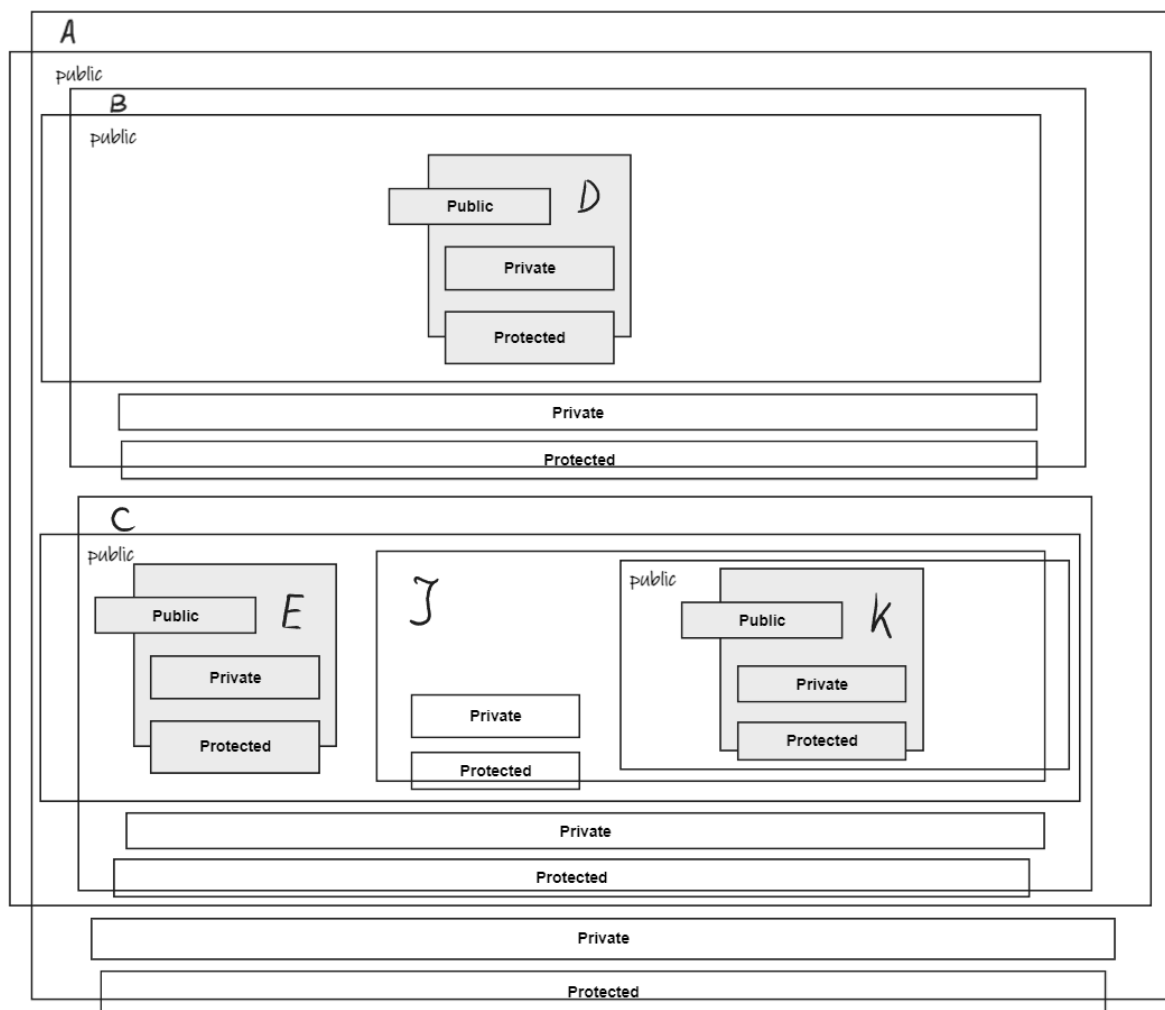 A
public
B
public
Public
D
Private
Protected
Private
Protected
C
public
Public
E
Private
Protected
J
Private
Protected
public
Public
K
Private
Protected
Private
Protected
Private
Protected